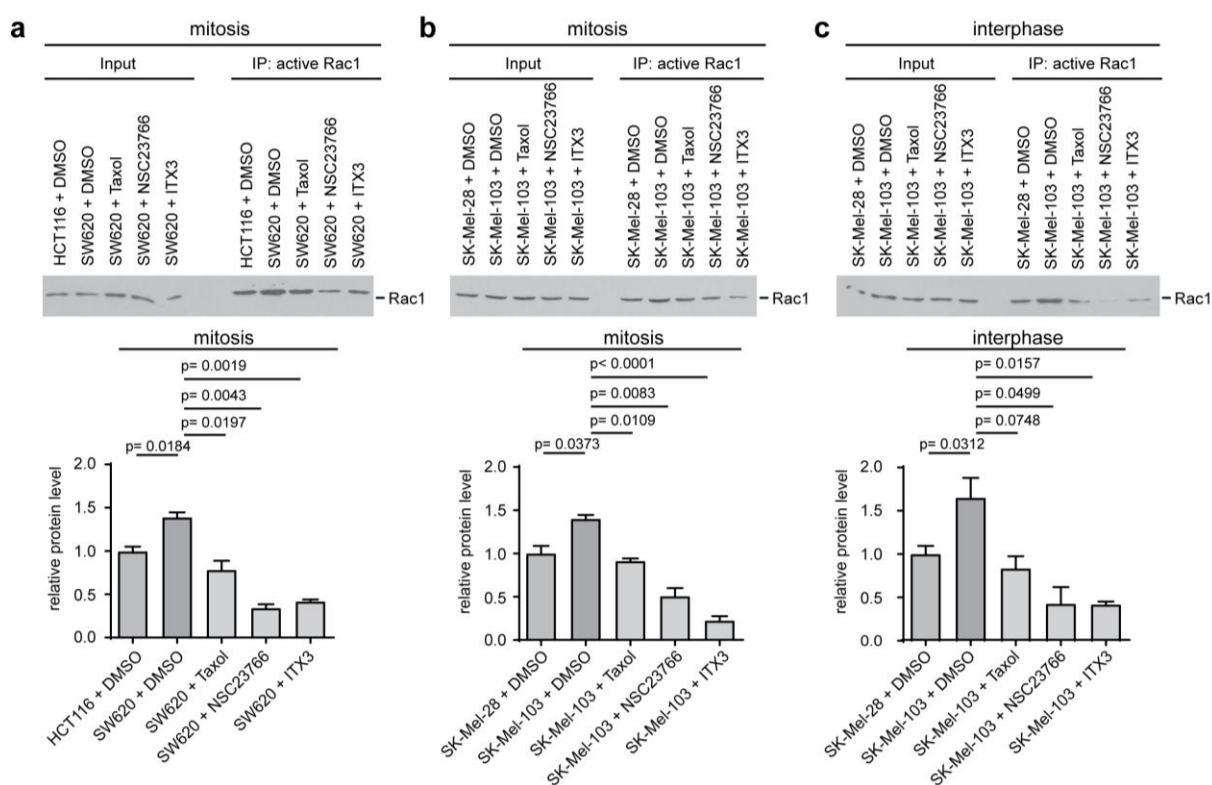 a
mitosis
Input
IP: active Rac1
HCT116 + DMSO
SW620 + DMSO
SW620 + Taxol
SW620 + NSC23766
SW620 + ITX3
HCT116 + DMSO
SW620 + DMSO
SW620 + Taxol
SW620 + NSC23766
SW620 + ITX3
Rac1
mitosis
p= 0.0019
p= 0.0043
p= 0.0197
p= 0.0184
relative protein level
2.0
1.5
1.0
0.5
0.0
HCT116 + DMSO
SW620 + DMSO
SW620 + Taxol
SW620 + NSC23766
SW620 + ITX3
b
mitosis
Input
IP: active Rac1
SK-Mel-28 + DMSO
SK-Mel-103 + DMSO
SK-Mel-103 + Taxol
SK-Mel-103 + NSC23766
SK-Mel-103 + ITX3
SK-Mel-28 + DMSO
SK-Mel-103 + DMSO
SK-Mel-103 + Taxol
SK-Mel-103 + NSC23766
SK-Mel-103 + ITX3
Rac1
mitosis
p< 0.0001
p= 0.0083
p= 0.0109
p= 0.0373
relative protein level
2.0
1.5
1.0
0.5
0.0
SK-Mel-28 + DMSO
SK-Mel-103 + DMSO
SK-Mel-103 + Taxol
SK-Mel-103 + NSC23766
SK-Mel-103 + ITX3
c
interphase
Input
IP: active Rac1
SK-Mel-28 + DMSO
SK-Mel-103 + DMSO
SK-Mel-103 + Taxol
SK-Mel-103 + NSC23766
SK-Mel-103 + ITX3
SK-Mel-28 + DMSO
SK-Mel-103 + DMSO
SK-Mel-103 + Taxol
SK-Mel-103 + NSC23766
SK-Mel-103 + ITX3
Rac1
interphase
p= 0.0157
p= 0.0499
p= 0.0748
p= 0.0312
relative protein level
2.0
1.5
1.0
0.5
0.0
SK-Mel-28 + DMSO
SK-Mel-103 + DMSO
SK-Mel-103 + Taxol
SK-Mel-103 + NSC23766
SK-Mel-103 + ITX3